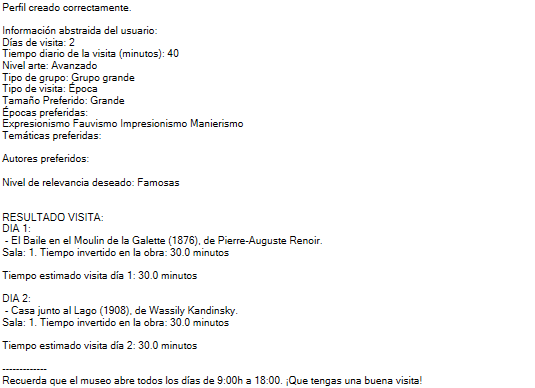 Perfil creado correctamente.
Información abstraida del usuario:
Días de visita: 2
Tiempo diario de la visita (minutos): 40
Nivel arte: Avanzado
Tipo de grupo: Grupo grande
Tipo de visita: Época
Tamaño Preferido: Grande
Épocas preferidas:
Expresionismo Fauvismo Impresionismo Manierismo
Temáticas preferidas:
Autores preferidos:
Nivel de relevancia deseado: Famosas
RESULTADO VISITA:
DIA 1:
- El Baile en el Moulin de la Galette (1876), de Pierre-Auguste Renoir.
Sala: 1. Tiempo invertido en la obra: 30.0 minutos
Tiempo estimado visita día 1: 30.0 minutos
DIA 2:
- Casa junto al Lago (1908), de Wassily Kandinsky.
Sala: 1. Tiempo invertido en la obra: 30.0 minutos
Tiempo estimado visita día 2: 30.0 minutos
-------------
Recuerda que el museo abre todos los días de 9:00h a 18:00. ¡Que tengas una buena visita!